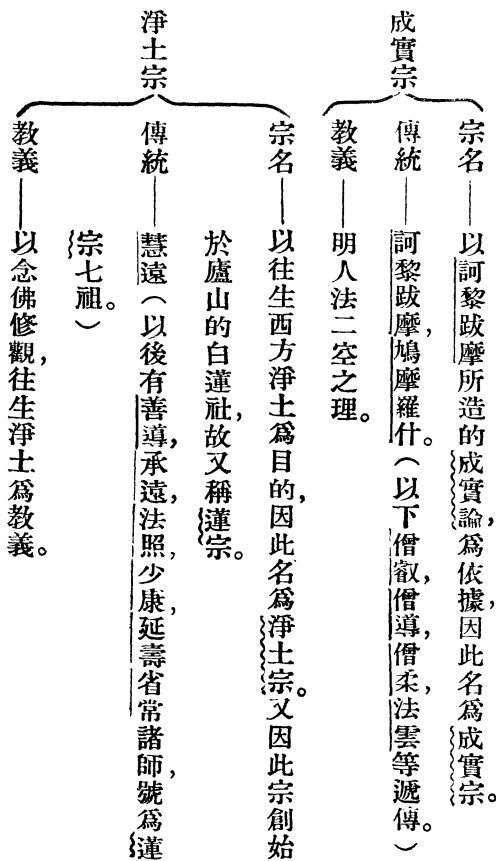 成實宗
宗名——以訶黎跋摩所造的成實論，爲依據，因此名爲成實宗。
傳統——訶黎跋摩，鳩摩羅什。（以下僧叡，僧導，僧柔，法雲等遞傳。）
教義——明人法二空之理。
淨土宗
宗名——以往生西方淨土爲目的，因此名爲淨土宗。又因此宗創始
於廬山的白蓮社，故又稱蓮宗。
傳統——慧遠（以後有善導，承遠，法照，少康，延壽省常諸師，號爲蓮
宗七祖。）
教義——以念佛修觀，往生淨土爲教義。